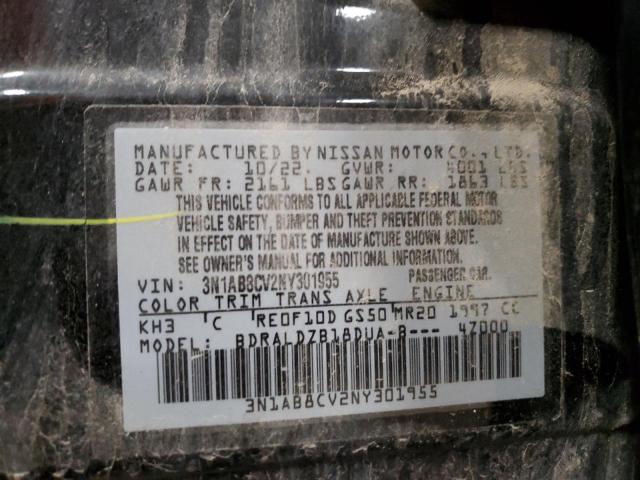 MANUFACTURED BY NISSAN MOTOR CO., LTD.
DATE: 10/22. GVWR: 4001 LBS
GAWR FR: 2161 LBS GAWR RR: 1863 LBS
THIS VEHICLE CONFORMS TO ALL APPLICABLE FEDERAL MOTOR
VEHICLE SAFETY, BUMPER AND THEFT PREVENTION STANDARDS
IN EFFECT ON THE DATE OF MANUFACTURE SHOWN ABOVE.
SEE OWNER'S MANUAL FOR ADDITIONAL INFORMATION
VIN: 3N1AB8CV2NY301955 PASSENGER CAR.
COLOR TRIM TRANS AXLE ENGINE
KH3 C RE0F10D GS50 MR20 1997 CC
MODEL: BDRALDZB18DUA-B--- 4Z000
3N1AB8CV2NY301955